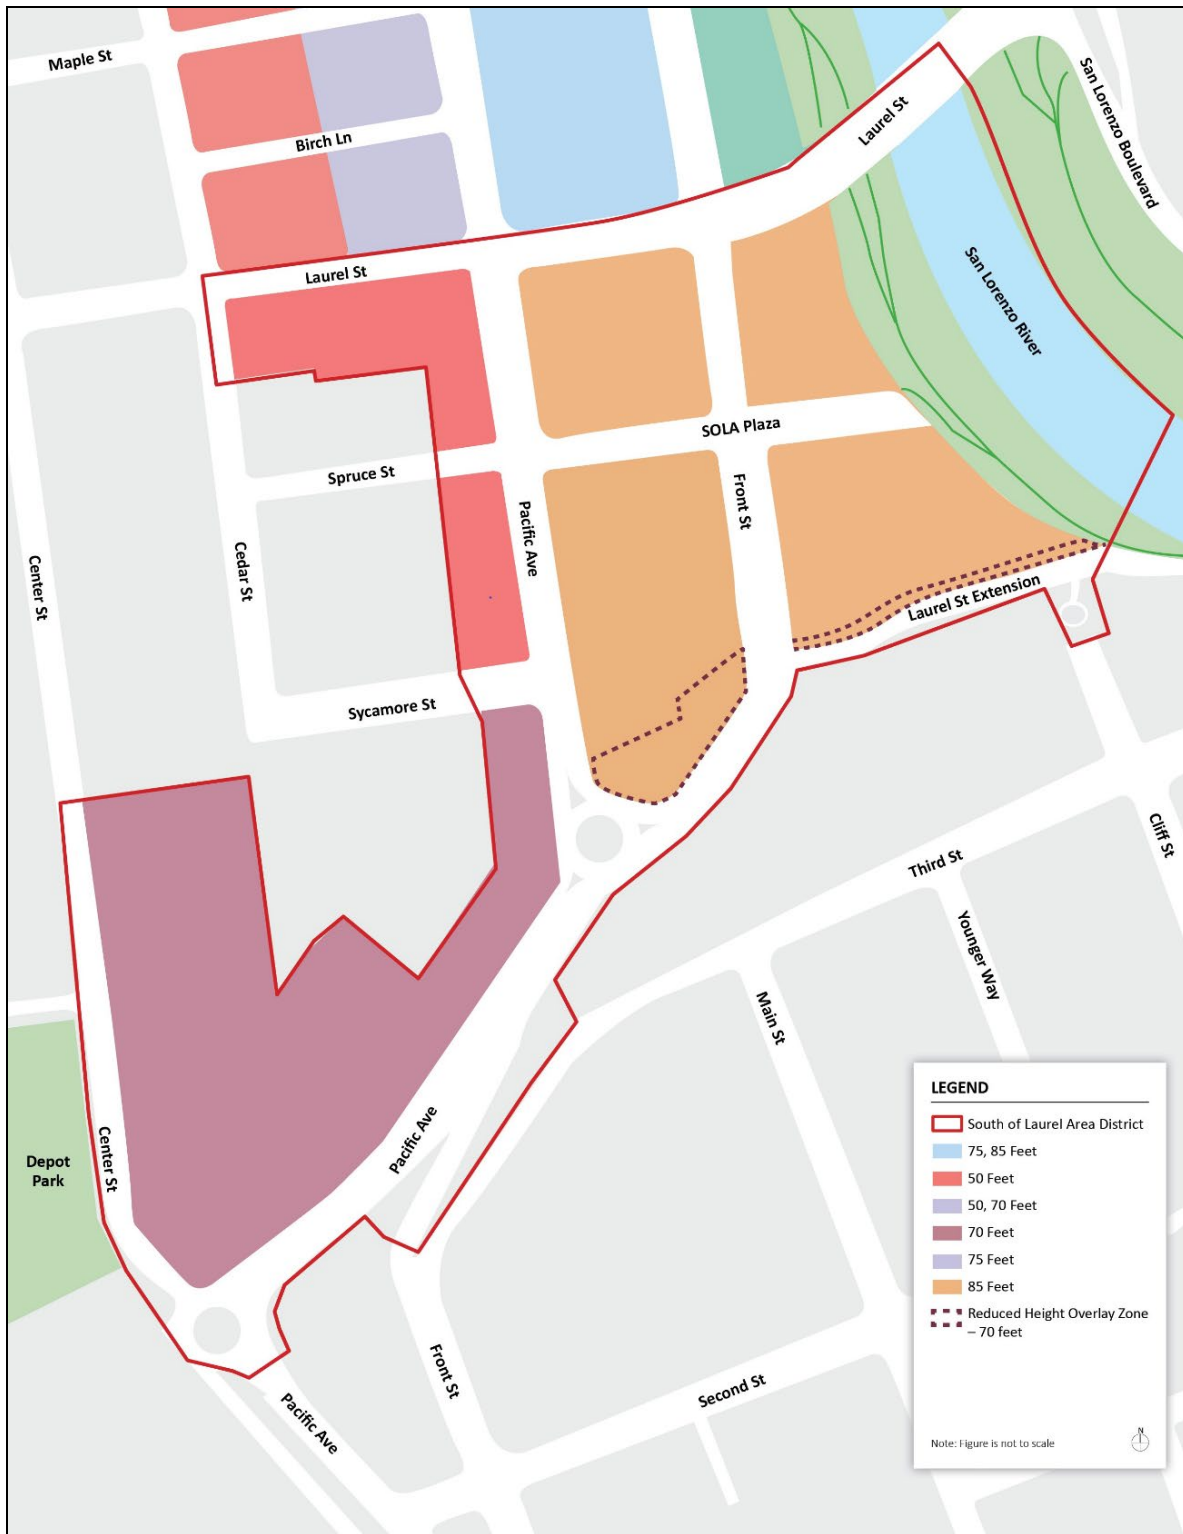 Maple St
Birch Ln
Laurel St
San Lorenzo Boulevard
Laurel St
San Lorenzo River
SOLA Plaza
Spruce St
Front St
Pacific Ave
Center St
Cedar St
Laurel St Extension
Sycamore St
Cliff St
Third St
Younger Way
Main St
Pacific Ave
Center St
Depot
Park
Front St
Second St
Pacific Ave
LEGEND
South of Laurel Area District
75, 85 Feet
50 Feet
50, 70 Feet
70 Feet
75 Feet
85 Feet
Reduced Height Overlay Zone
– 70 feet
Note: Figure is not to scale
N